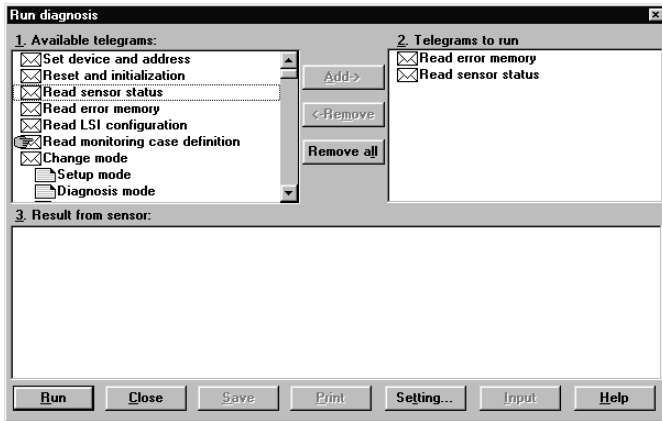 Run diagnosis
1. Available telegrams:
Set device and address
Reset and initialization
Read sensor status
Read error memory
Read LSI configuration
Read monitoring case definition
Change mode
Setup mode
Diagnosis mode
Add->
<-Remove
Remove all
2. Telegrams to run
Read error memory
Read sensor status
3. Result from sensor:
Run Close Save Print Setting... Input Help